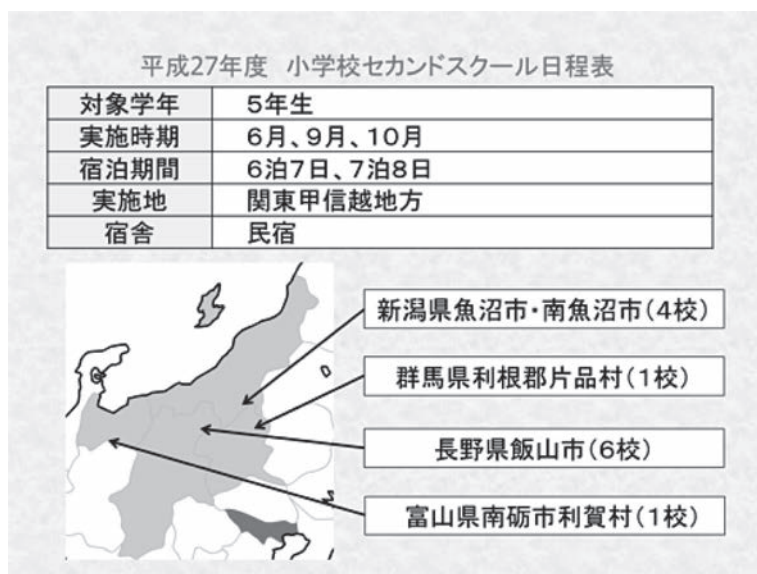 平成27年度 小学校セカンドスクール日程表
対象学年 5年生
実施時期 6月、9月、10月
宿泊期間 6泊7日、7泊8日
実施地 関東甲信越地方
宿舎 民宿
新潟県魚沼市・南魚沼市(4校)
群馬県利根郡片品村(1校)
長野県飯山市(6校)
富山県南砺市利賀村(1校)